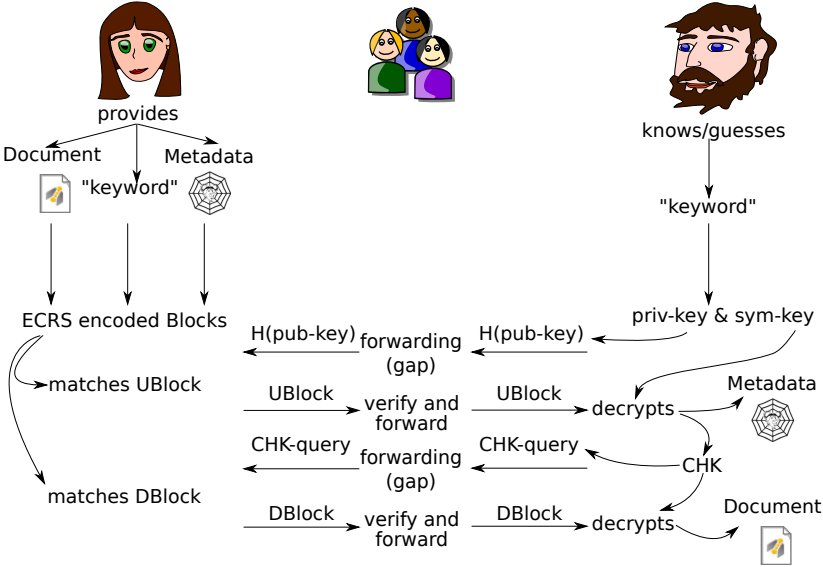 provides
knows/guesses
Document
Metadata
"keyword"
"keyword"
ECRS encoded Blocks
priv-key & sym-key
H(pub-key)
forwarding
(gap)
H(pub-key)
matches UBlock
UBlock
verify and
forward
UBlock
decrypts
Metadata
CHK-query
forwarding
(gap)
CHK-query
CHK
matches DBlock
DBlock
verify and
forward
DBlock
decrypts
Document